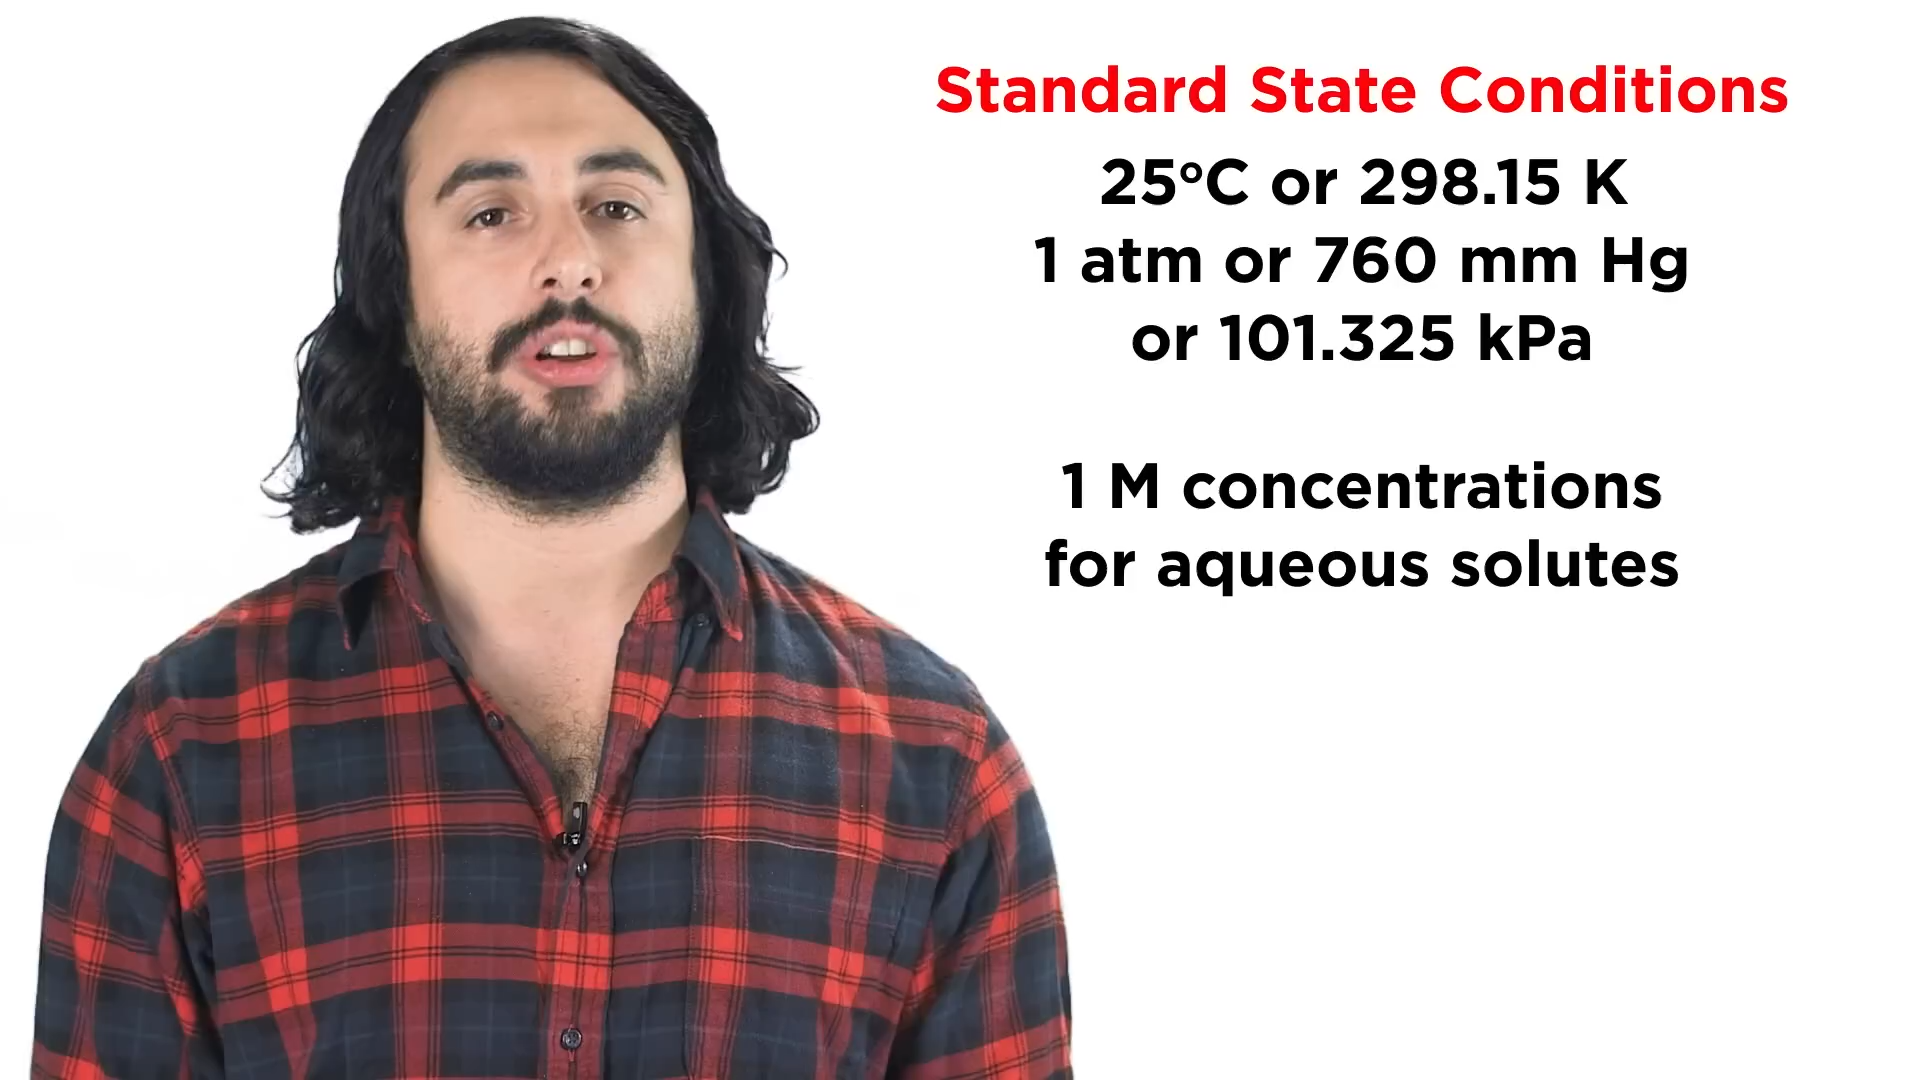 Standard State Conditions
25°C or 298.15 K
1 atm or 760 mm Hg
or 101.325 kPa
1 M concentrations
for aqueous solutes